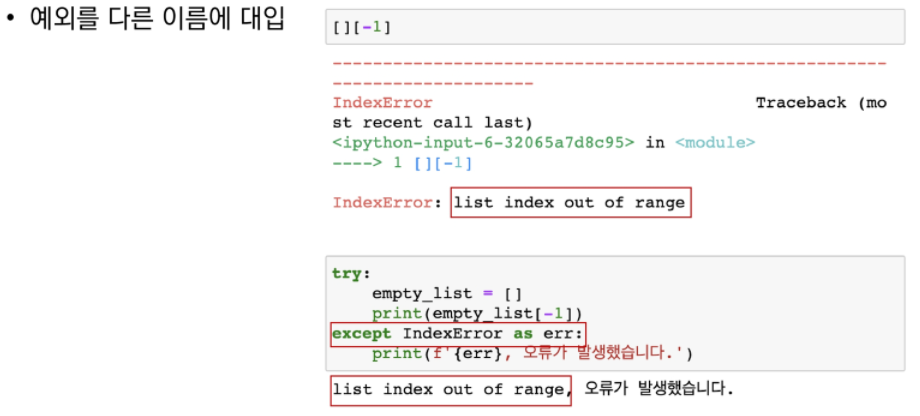 • 예외를 다른 이름에 대입
[][-1]
---------------------------------------------------------------------------
IndexError                                Traceback (mo
st recent call last)
<ipython-input-6-32065a7d8c95> in <module>
----> 1 [][-1]
IndexError: list index out of range
try:
    empty_list = []
    print(empty_list[-1])
except IndexError as err:
    print(f'{err}, 오류가 발생했습니다.')
list index out of range, 오류가 발생했습니다.